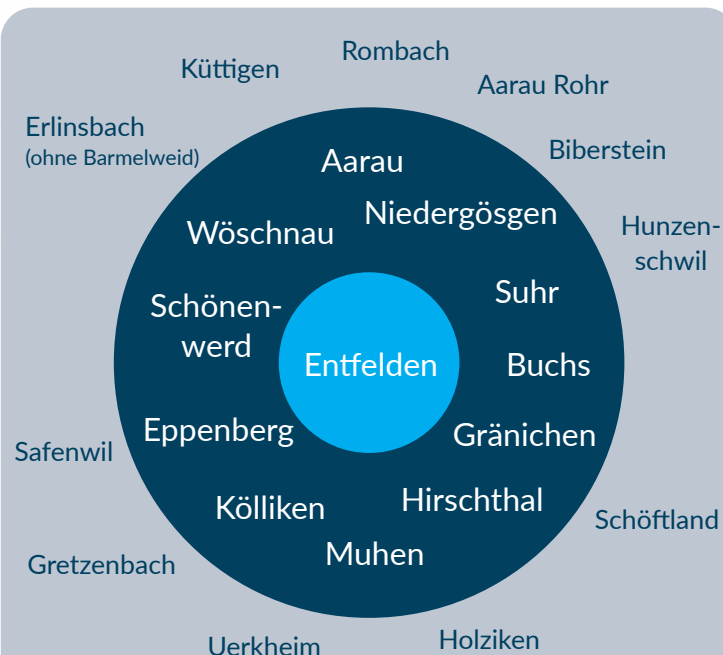 Rombach
Küttigen
Aarau Rohr
Erlinsbach
(ohne Barmelweid)
Biberstein
Aarau
Niedergösgen
Wöschnau
Hunzen-
schwil
Suhr
Schönen-
werd
Entfelden
Buchs
Eppenberg
Gränichen
Safenwil
Kölliken
Hirschthal
Schöftland
Muhen
Gretzenbach
Uerkheim
Holziken